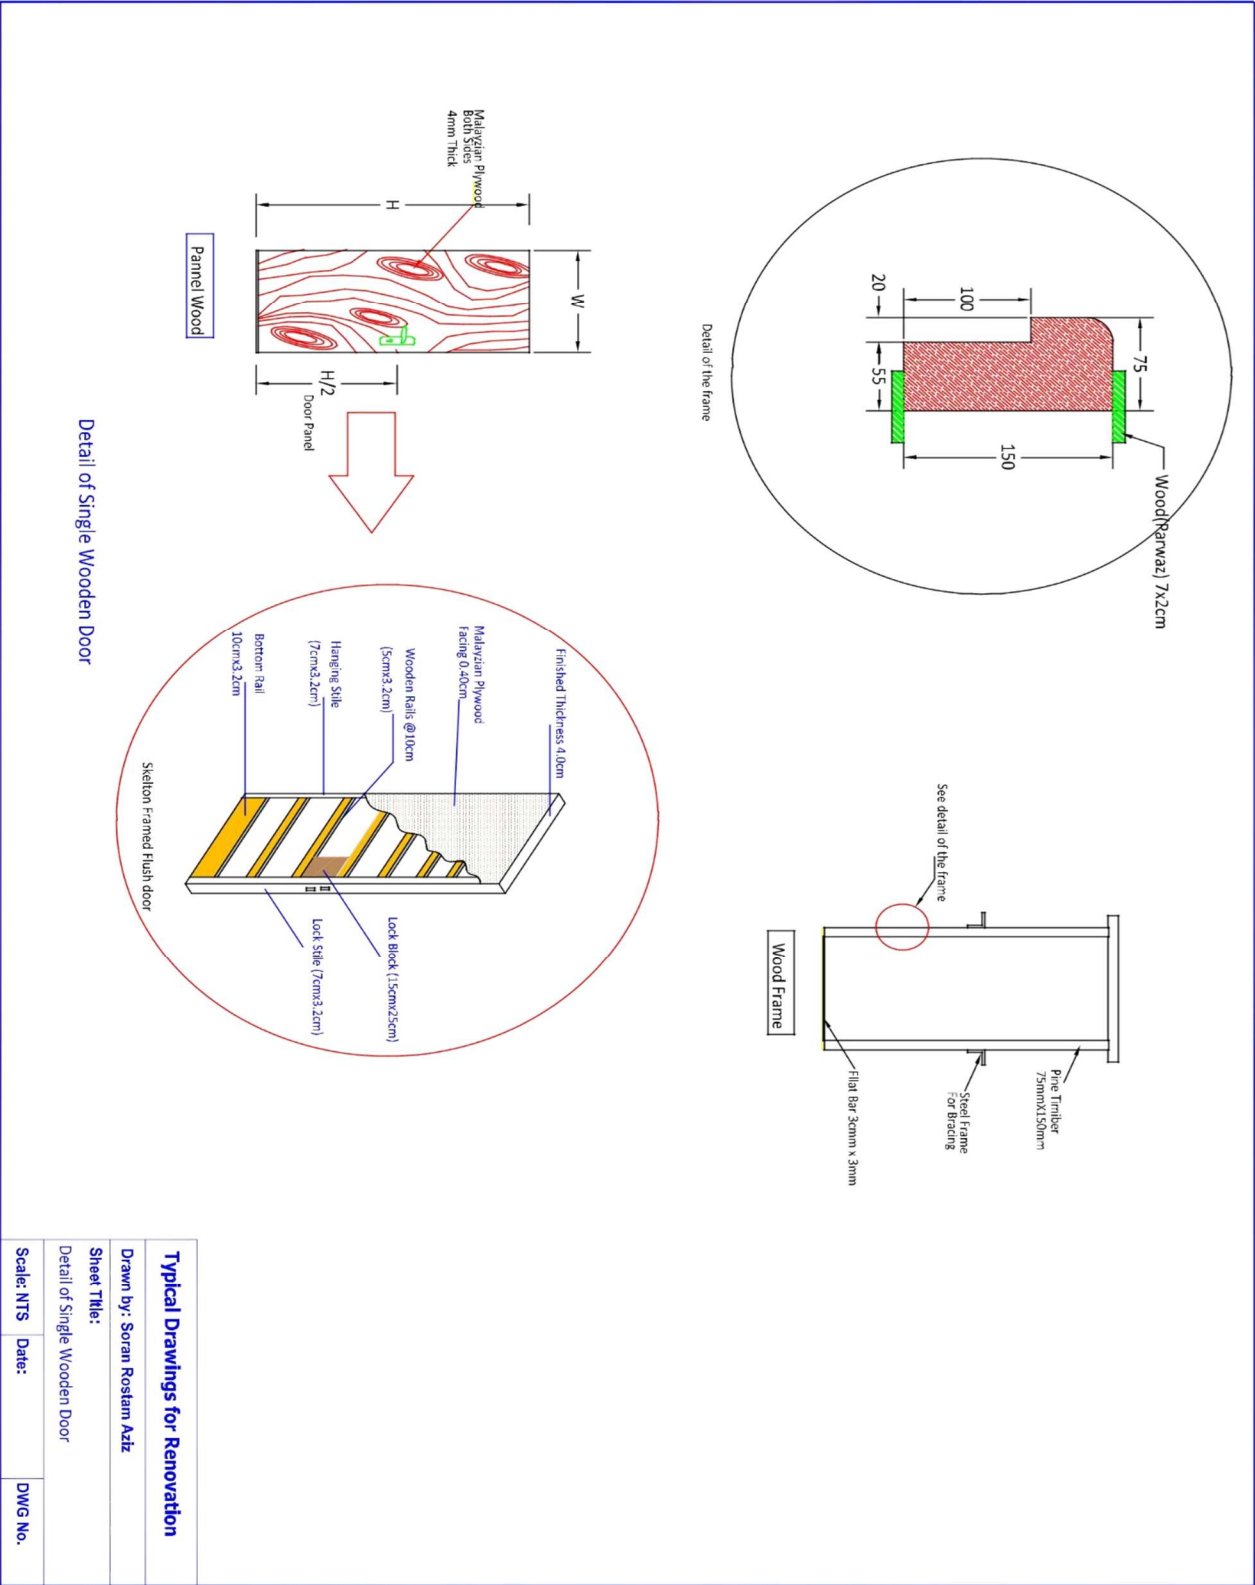 Wood(Parwaz) 7x2cm
75
100
20
55
150
Detail of the frame
See detail of the frame
Pine Timiber
75mmX150mm
Steel Frame
For Bracing
Fllat Bar 3cmm x 3mm
Wood Frame
Malayzian Plywood
Both Sides
4mm Thick
W
H
H/2
Door Panel
Pannel Wood
Finished Thickness 4.0cm
Malayzian Plywood
Facing 0.40cm
Wooden Rails @10cm
(5cmx3.2cm)
Hanging Stile
(7cmx3.2cm)
Bottom Rail
10cmx3.2cm
Lock Block (15cmx25cm)
Lock Stile (7cmx3.2cm)
Skelton Framed Flush door
Detail of Single Wooden Door
Typical Drawings for Renovation
Drawn by: Soran Rostam Aziz
Sheet Title:
Detail of Single Wooden Door
Scale: NTS Date: DWG No.